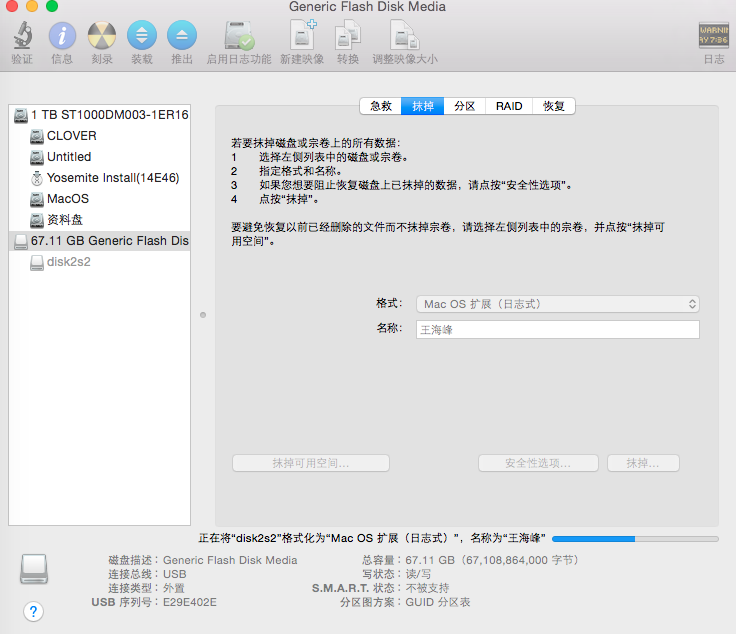 Generic Flash Disk Media
验证 信息 刻录 装载 推出 启用日志功能 新建映像 转换 调整映像大小 日志
WARNIN
AY 7:36
急救 抹掉 分区 RAID 恢复
1 TB ST1000DM003-1ER16
CLOVER
Untitled
Yosemite Install(14E46)
MacOS
资料盘
67.11 GB Generic Flash Dis
disk2s2
若要抹掉磁盘或宗卷上的所有数据：
1 选择左侧列表中的磁盘或宗卷。
2 指定格式和名称。
3 如果您想要阻止恢复磁盘上已抹掉的数据，请点按“安全性选项”。
4 点按“抹掉”。
要避免恢复以前已经删除的文件而不抹掉宗卷，请选择左侧列表中的宗卷，并点按“抹掉可
用空间”。
格式： Mac OS 扩展（日志式）
名称： 王海峰
抹掉可用空间... 安全性选项... 抹掉...
正在将“disk2s2”格式化为“Mac OS 扩展（日志式）”，名称为“王海峰”
磁盘描述：Generic Flash Disk Media 总容量：67.11 GB（67,108,864,000 字节）
连接总线：USB 写状态：读/写
连接类型：外置 S.M.A.R.T. 状态：不被支持
USB 序列号：E29E402E 分区图方案：GUID 分区表
?